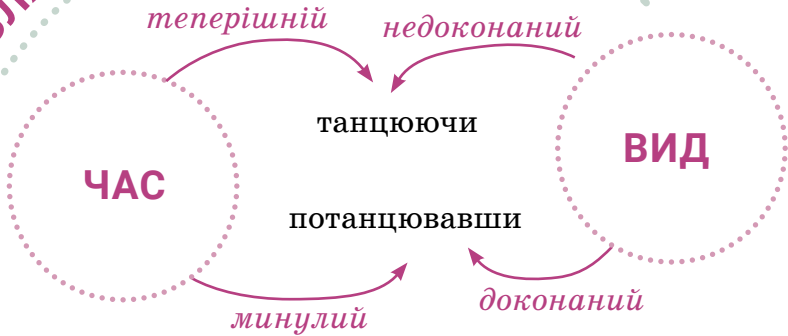 теперішній
недоконаний
танцюючи
ЧАС
ВИД
потанцювавши
минулий
доконаний